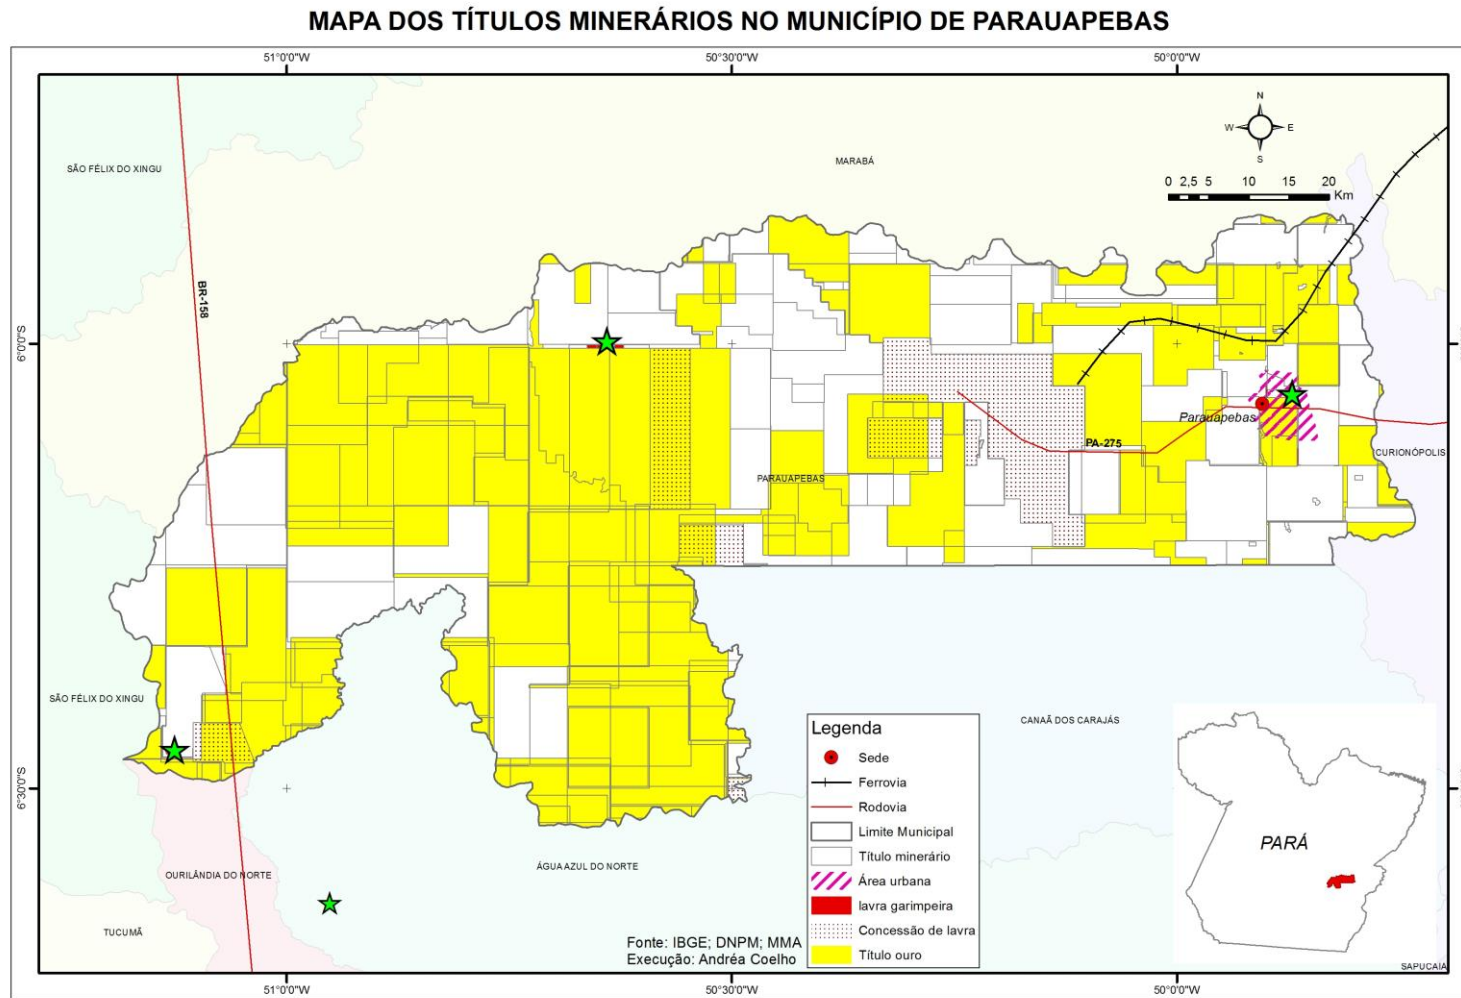 MAPA DOS TÍTULOS MINERÁRIOS NO MUNICÍPIO DE PARAUAPEBAS
51°0'0"W
50°30'0"W
50°0'0"W
N
W
E
S
SÃO FÉLIX DO XINGU
MARABÁ
0 2,5 5 10 15 20
Km
BR-158
6°0'0"S
Parauapebas
PA-275
CURIONÓPOLIS
PARAUAPEBAS
SÃO FÉLIX DO XINGU
CANAÃ DOS CARAJÁS
6°30'0"S
Legenda
Sede
Ferrovia
Rodovia
Limite Municipal
Título minerário
Área urbana
lavra garimpeira
Concessão de lavra
Título ouro
PARÁ
OURILÂNDIA DO NORTE
ÁGUA AZUL DO NORTE
TUCUMÃ
Fonte: IBGE; DNPM; MMA
Execução: Andréa Coelho
SAPUCAIA
51°0'0"W
50°30'0"W
50°0'0"W